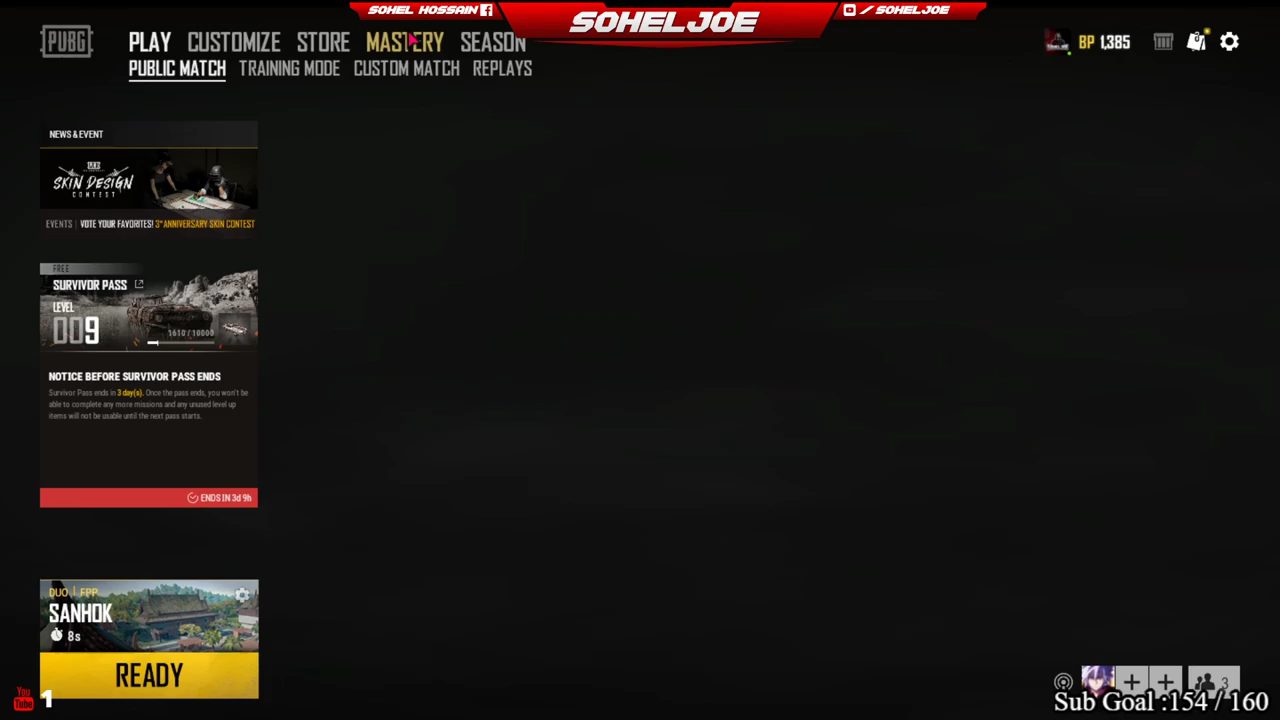 SOHEL HOSSAIN
SOHELJOE
/ SOHELJOE
PUBG
PLAY CUSTOMIZE STORE MASTERY SEASON
BP 1,385
PUBLIC MATCH TRAINING MODE CUSTOM MATCH REPLAYS
NEWS & EVENT
SKIN DESIGN
CONTEST
EVENTS | VOTE YOUR FAVORITES! 3RD ANNIVERSARY SKIN CONTEST
FREE
SURVIVOR PASS
LEVEL
009
1610 / 10000
NOTICE BEFORE SURVIVOR PASS ENDS
Survivor Pass ends in 3 day(s). Once the pass ends, you won't be
able to complete any more missions and any unused level up
items will not be usable until the next pass starts.
ENDS IN 3d 9h
DUO | FPP
SANHOK
8s
READY
You
Tube
1
3
Sub Goal :154 / 160